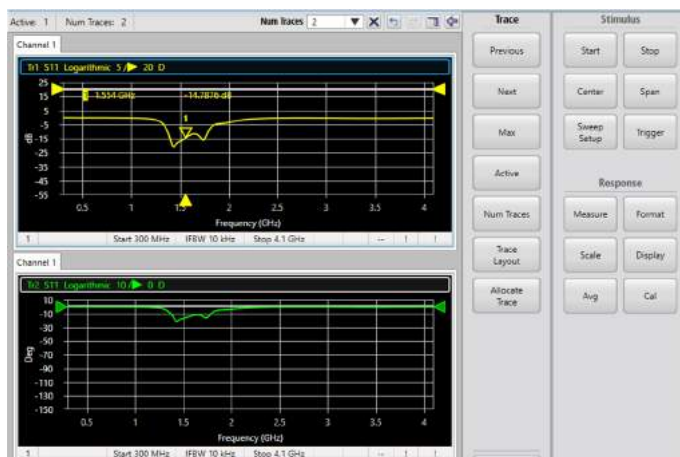 Active: 1 Num Traces: 2 Num Traces 2
Channel 1
Tr1 S11 Logarithmic 5 / 20 D
25
15
5
-5
-15
-25
-35
-45
-55
dB
1.554 GHz -14.7876 dB
1
0.5 1 1.5 2 2.5 3 3.5 4
Frequency (GHz)
1 Start 300 MHz IFBW 10 kHz Stop 4.1 GHz -- ! !
Channel 1
Tr2 S11 Logarithmic 10 / 0 D
10
-10
-30
-50
-70
-90
-110
-130
-150
Deg
0.5 1 1.5 2 2.5 3 3.5 4
Frequency (GHz)
1 Start 300 MHz IFBW 10 kHz Stop 4.1 GHz -- ! !
Trace
Previous
Next
Max
Active
Num Traces
Trace
Layout
Allocate
Trace
Stimulus
Start Stop
Center Span
Sweep
Setup
Trigger
Response
Measure Format
Scale Display
Avg Cal